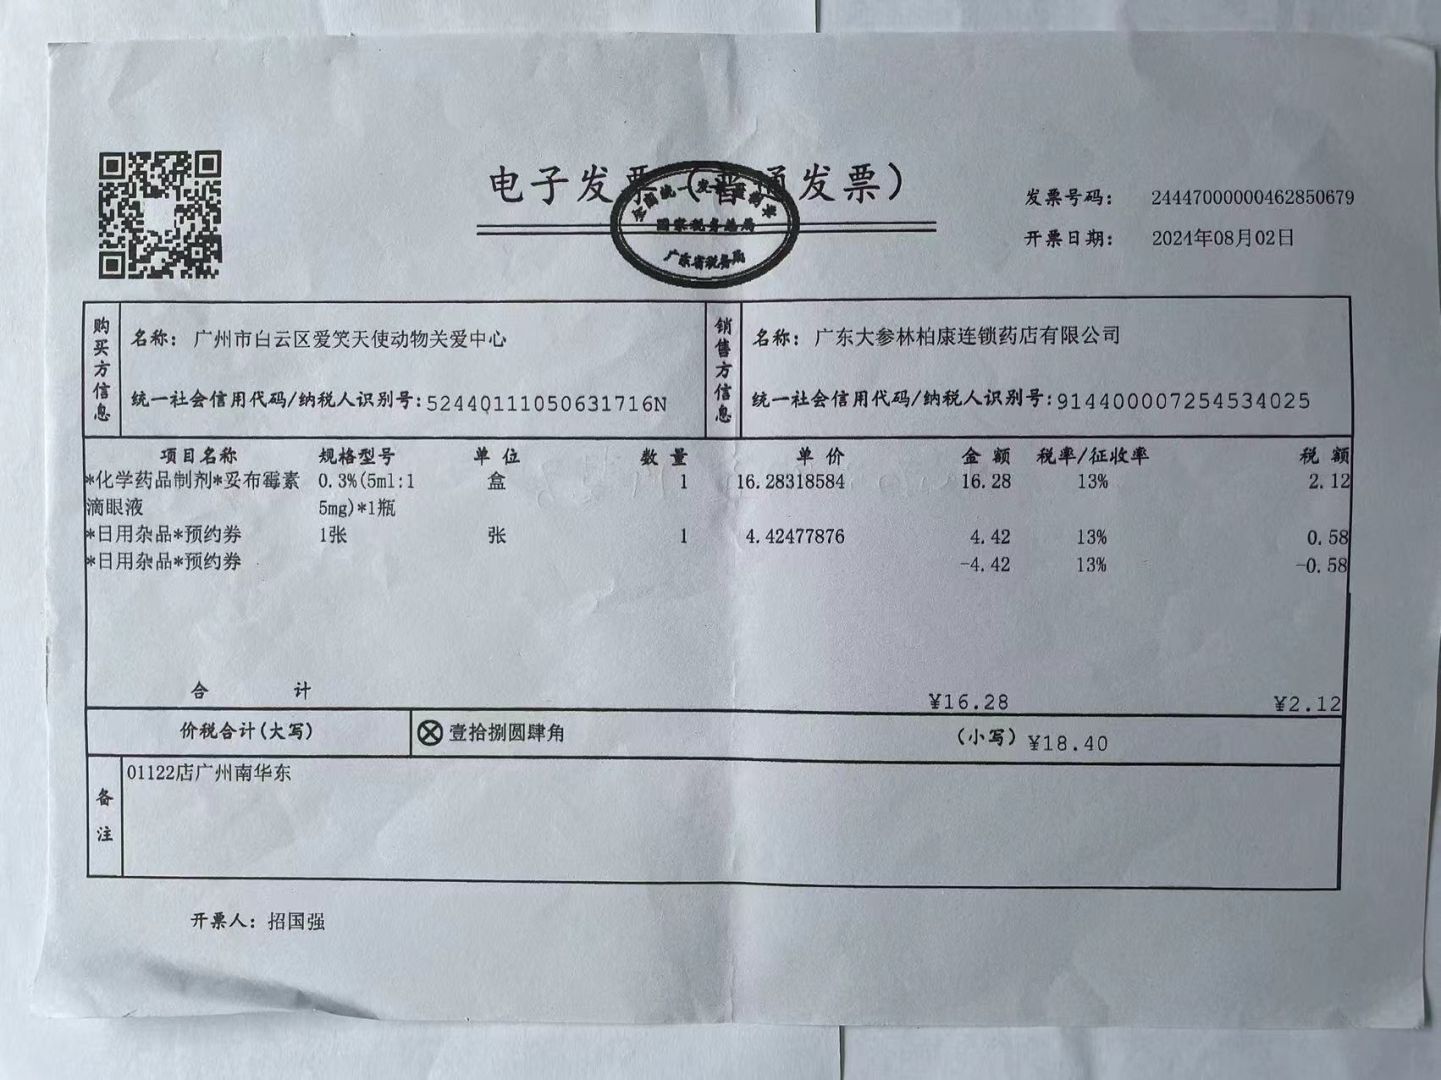 电子发票（普通发票）
全国统一发票监制章
国家税务总局
广东省税务局
发票号码： 24447000000462850679
开票日期： 2024年08月02日
购买方信息
名称： 广州市白云区爱笑天使动物关爱中心
统一社会信用代码/纳税人识别号：52440111050631716N
销售方信息
名称： 广东大参林柏康连锁药店有限公司
统一社会信用代码/纳税人识别号：914400007254534025
项目名称 规格型号 单位 数量 单价 金额 税率/征收率 税额
*化学药品制剂*妥布霉素 0.3%(5ml:1 盒 1 16.28318584 16.28 13% 2.12
滴眼液 5mg)*1瓶
*日用杂品*预约券 1张 张 1 4.42477876 4.42 13% 0.58
*日用杂品*预约券 -4.42 13% -0.58
合计 ¥16.28 ¥2.12
价税合计(大写) ⊗壹拾捌圆肆角 （小写）¥18.40
备注
01122店广州南华东
开票人：招国强